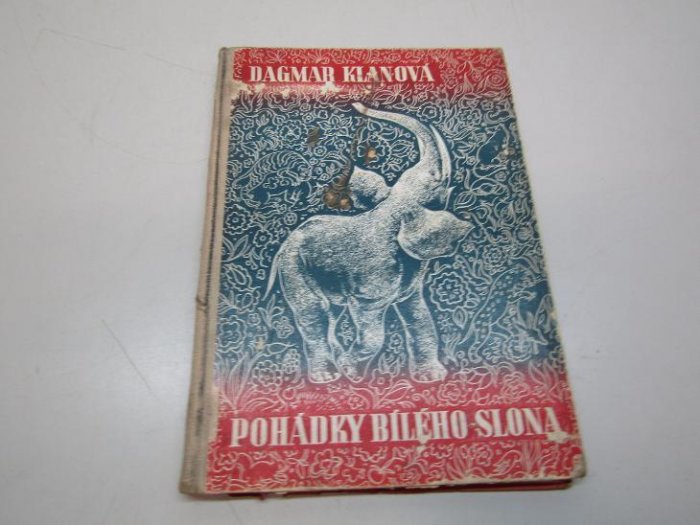 DAGMAR KLANOVÁ
POHÁDKY BÍLÉHO SLONA